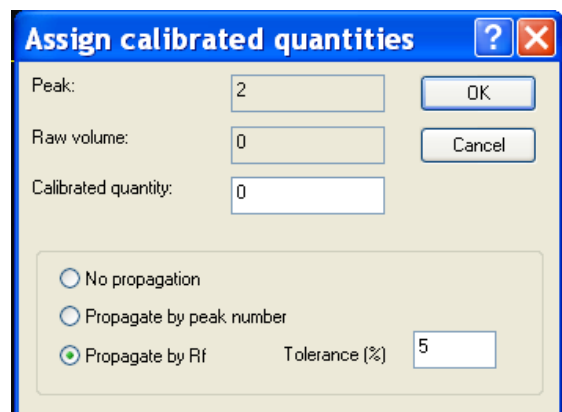 Assign calibrated quantities ?
Peak: 2 OK
Raw volume: 0 Cancel
Calibrated quantity: 0
No propagation
Propagate by peak number
Propagate by Rf Tolerance (%) 5